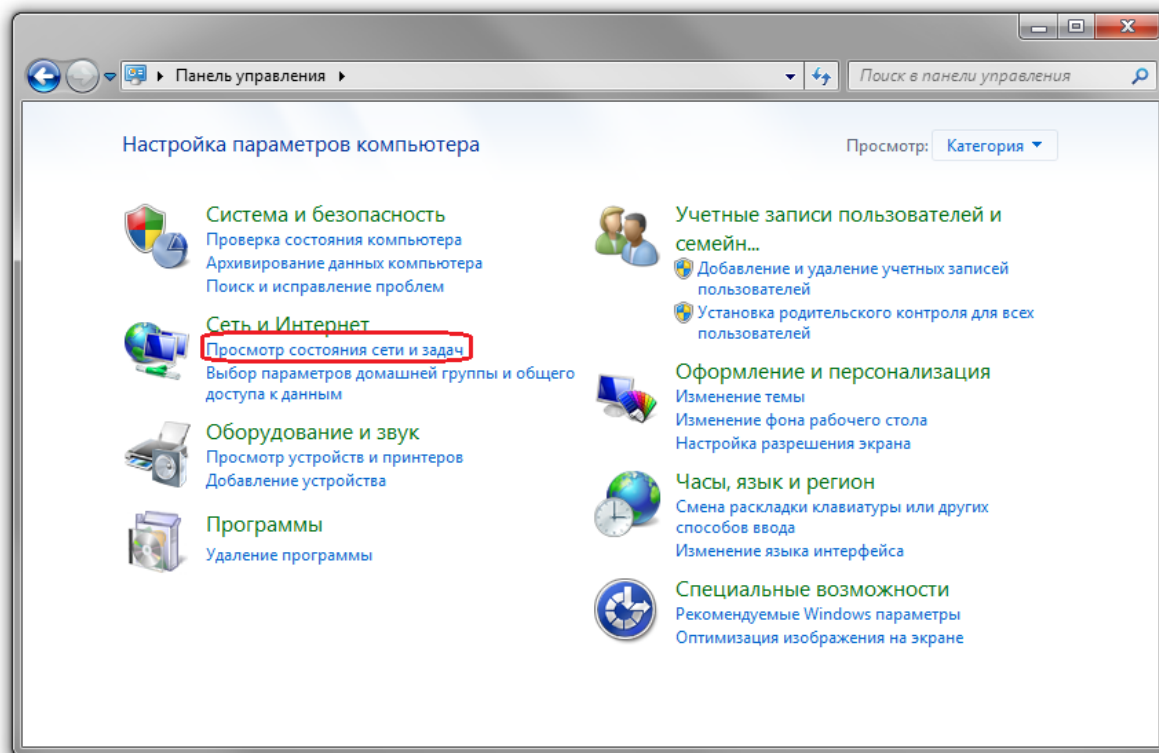 Панель управления
Поиск в панели управления
Настройка параметров компьютера
Просмотр: Категория
Система и безопасность
Проверка состояния компьютера
Архивирование данных компьютера
Поиск и исправление проблем
Сеть и Интернет
Просмотр состояния сети и задач
Выбор параметров домашней группы и общего
доступа к данным
Оборудование и звук
Просмотр устройств и принтеров
Добавление устройства
Программы
Удаление программы
Учетные записи пользователей и
семейн...
Добавление и удаление учетных записей
пользователей
Установка родительского контроля для всех
пользователей
Оформление и персонализация
Изменение темы
Изменение фона рабочего стола
Настройка разрешения экрана
Часы, язык и регион
Смена раскладки клавиатуры или других
способов ввода
Изменение языка интерфейса
Специальные возможности
Рекомендуемые Windows параметры
Оптимизация изображения на экране